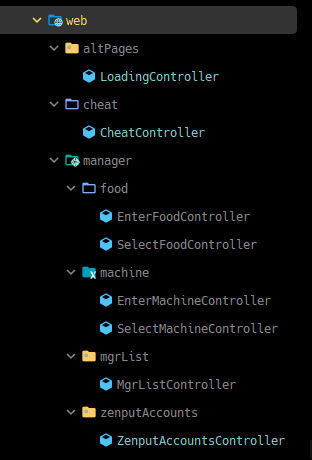 web
altPages
LoadingController
cheat
CheatController
manager
food
EnterFoodController
SelectFoodController
machine
EnterMachineController
SelectMachineController
mgrList
MgrListController
zenputAccounts
ZenputAccountsController